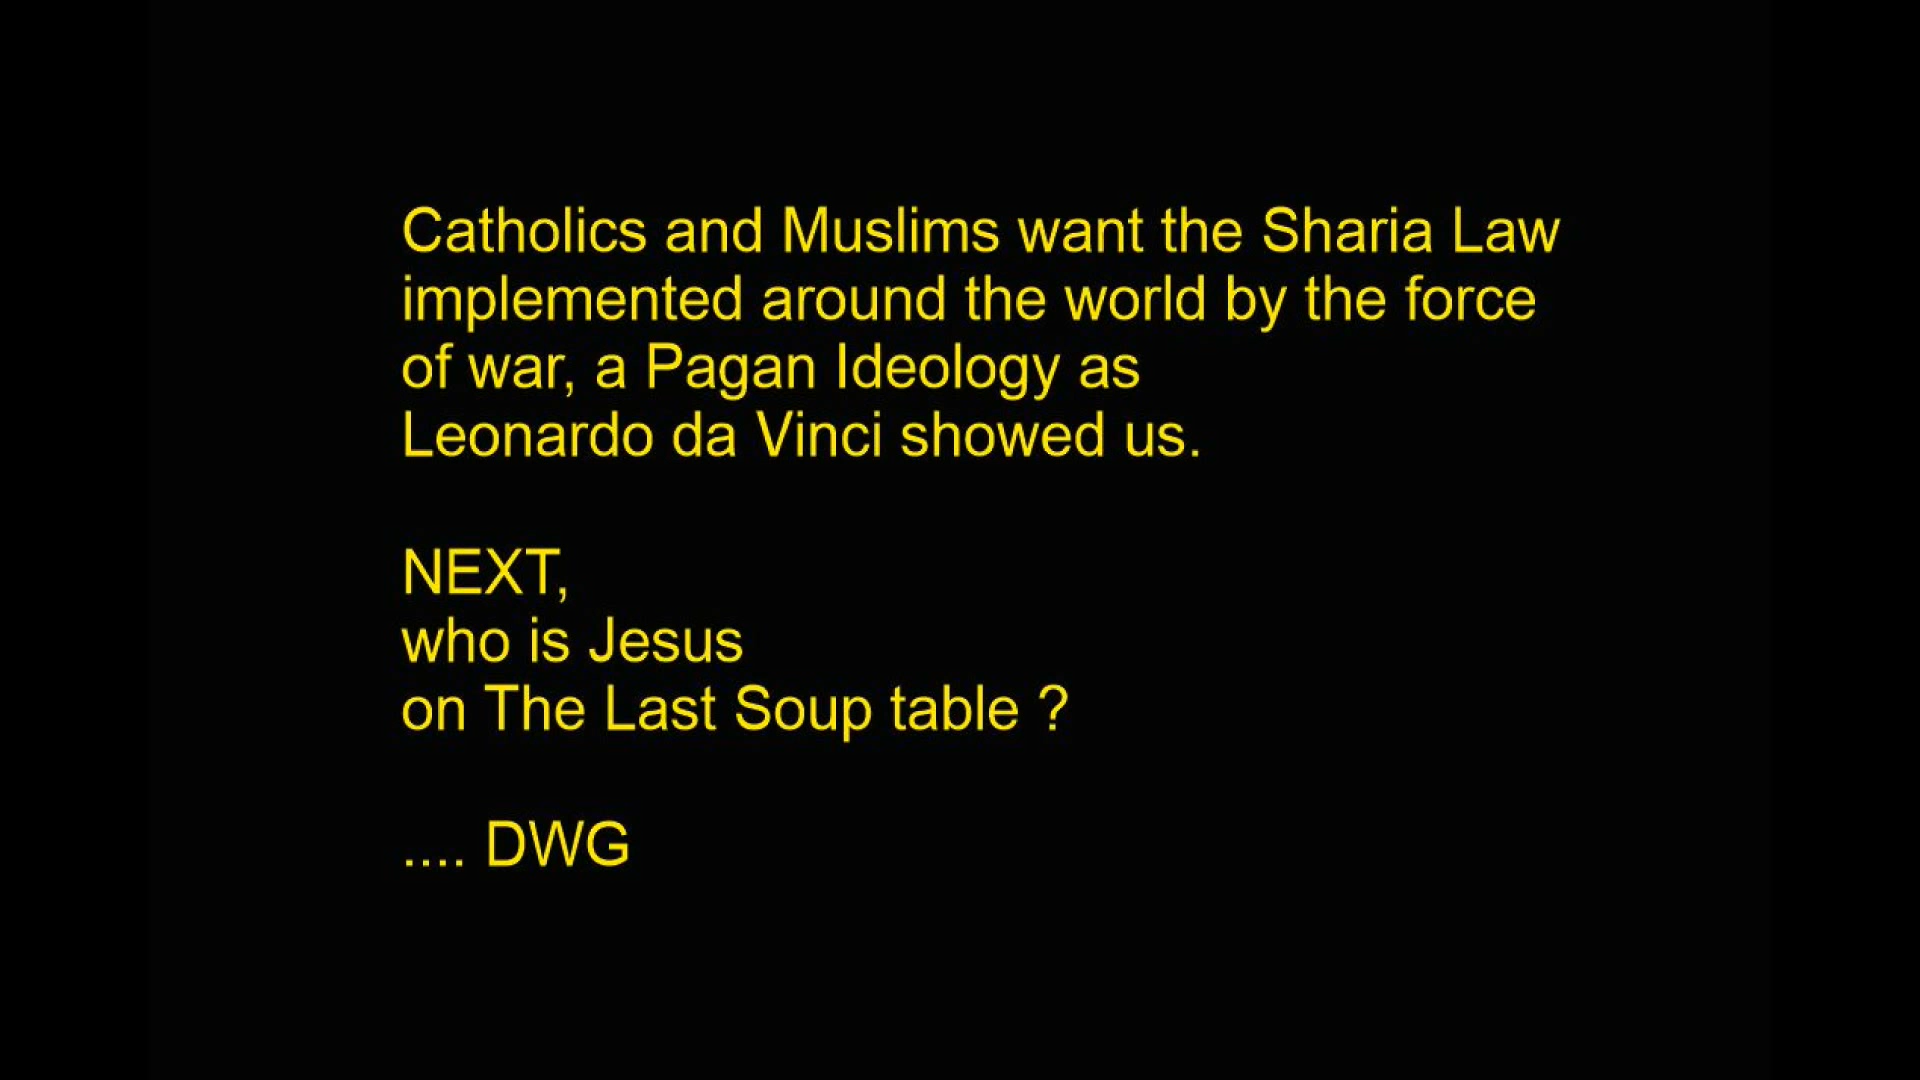 Catholics and Muslims want the Sharia Law
implemented around the world by the force
of war, a Pagan Ideology as
Leonardo da Vinci showed us.
NEXT,
who is Jesus
on The Last Soup table ?
.... DWG